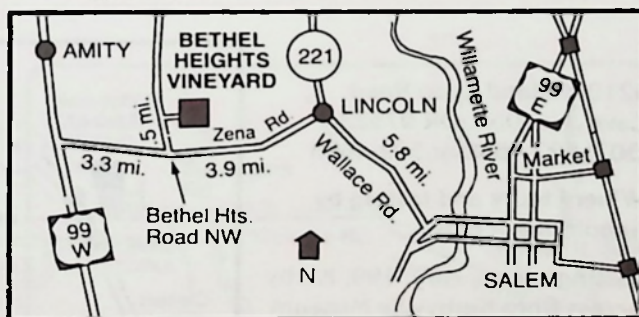 AMITY
BETHEL
HEIGHTS
VINEYARD
221
LINCOLN
Willamette River
99
E
.5 mi.
Zena Rd.
3.3 mi.
3.9 mi.
5.8 mi.
Wallace Rd.
Market
Bethel Hts.
Road NW
99
W
N
SALEM